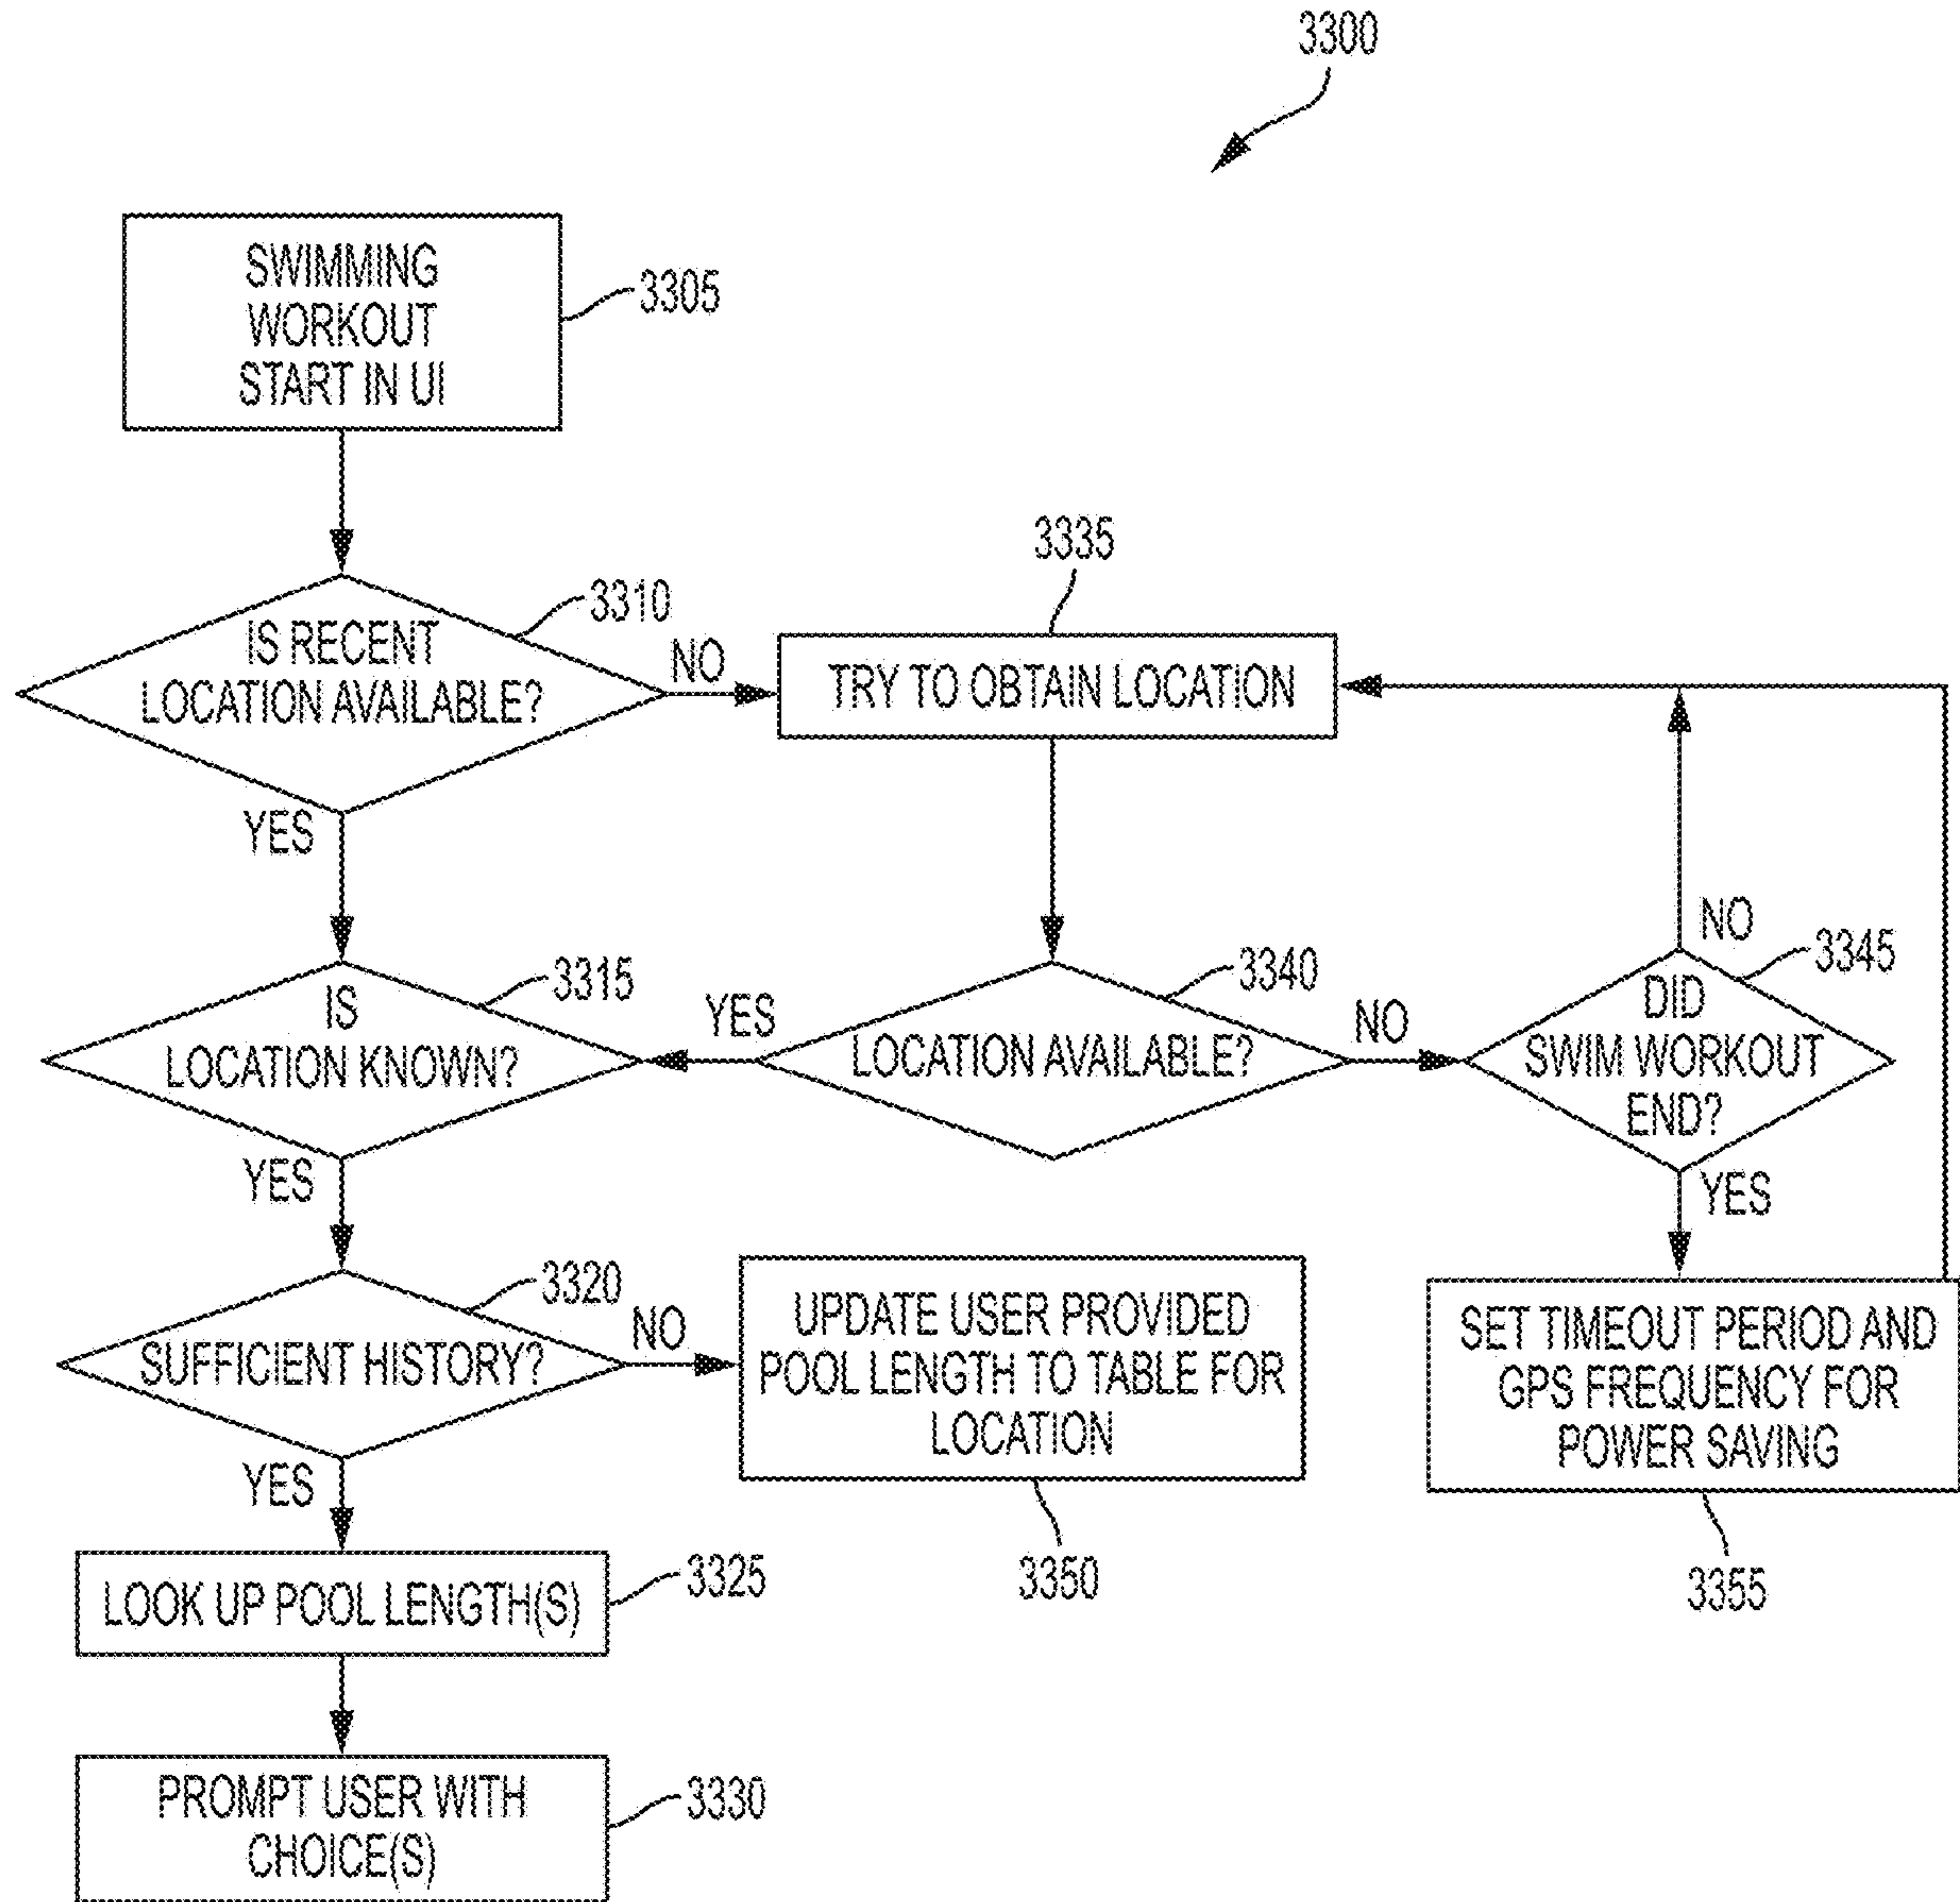 3300
SWIMMING
WORKOUT
START IN UI
3305
3335
3310
IS RECENT
LOCATION AVAILABLE?
NO
TRY TO OBTAIN LOCATION
YES
NO
3345
3315
3340
IS
LOCATION KNOWN?
YES
LOCATION AVAILABLE?
NO
DID
SWIM WORKOUT
END?
YES
YES
3320
SUFFICIENT HISTORY?
NO
UPDATE USER PROVIDED
POOL LENGTH TO TABLE FOR
LOCATION
SET TIMEOUT PERIOD AND
GPS FREQUENCY FOR
POWER SAVING
YES
3350
3355
LOOK UP POOL LENGTH(S)
3325
PROMPT USER WITH
CHOICE(S)
3330